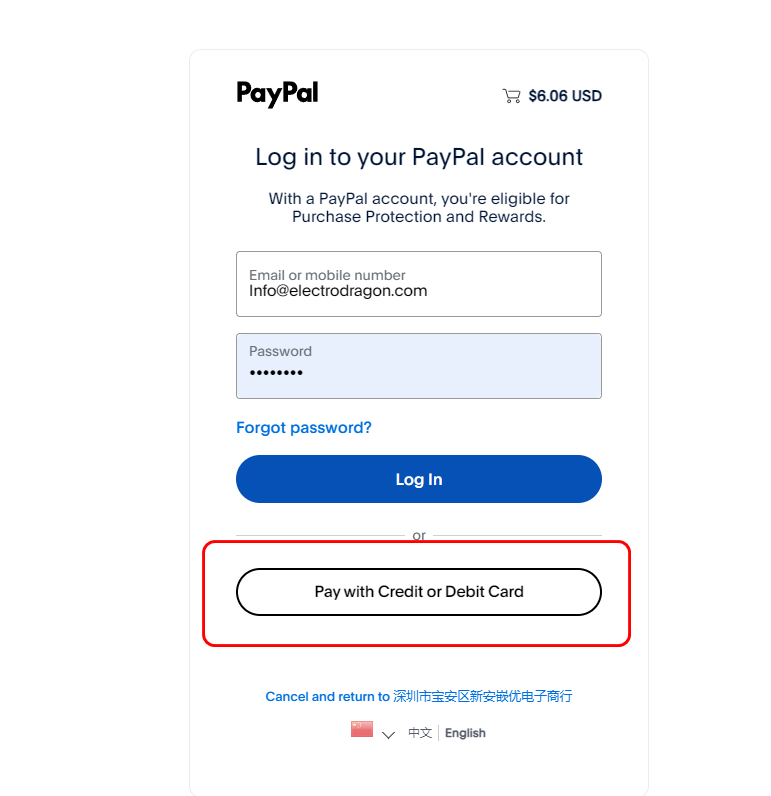 PayPal
$6.06 USD
Log in to your PayPal account
With a PayPal account, you're eligible for
Purchase Protection and Rewards.
Email or mobile number
Info@electrodragon.com
Password
••••••••
Forgot password?
Log In
or
Pay with Credit or Debit Card
Cancel and return to 深圳市宝安区新安嵌优电子商行
中文 English